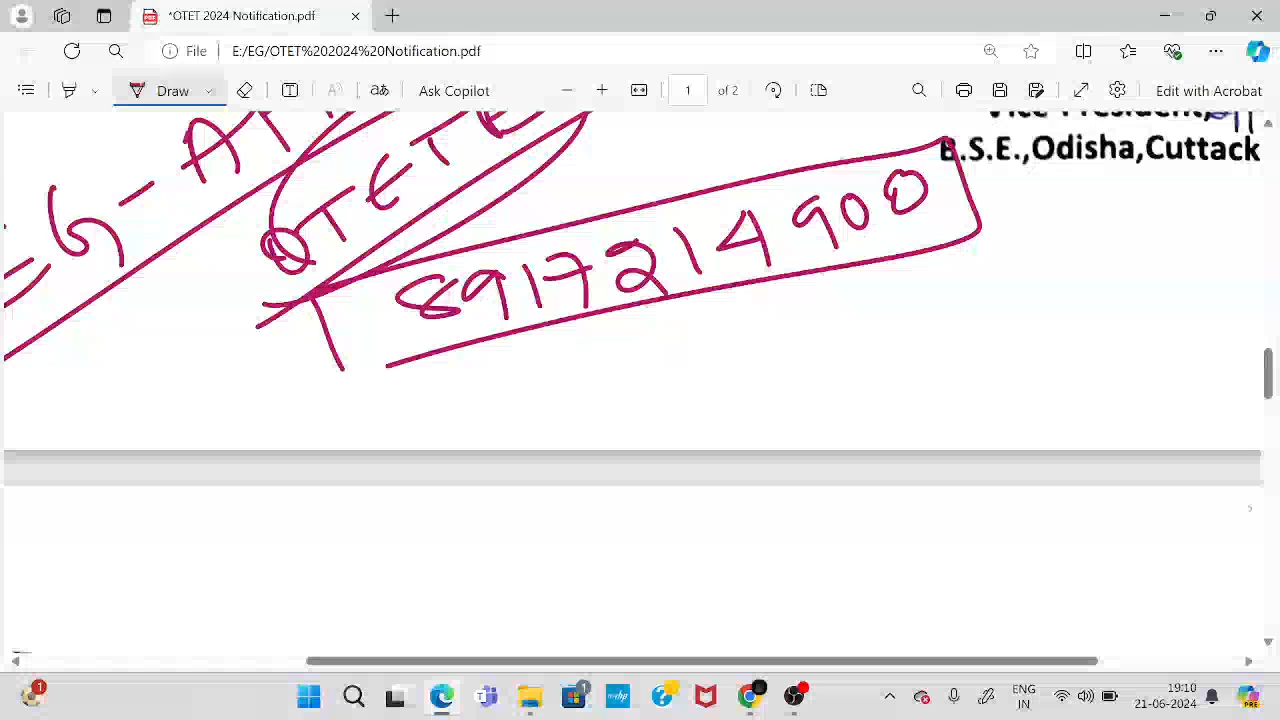 *OTET 2024 Notification.pdf
File E:/EG/OTET%202024%20Notification.pdf
Draw Ask Copilot 1 of 2 Edit with Acrobat
B.S.E.,Odisha,Cuttack
OTET
8917214900
ENG
IN
19:10
21-06-2024